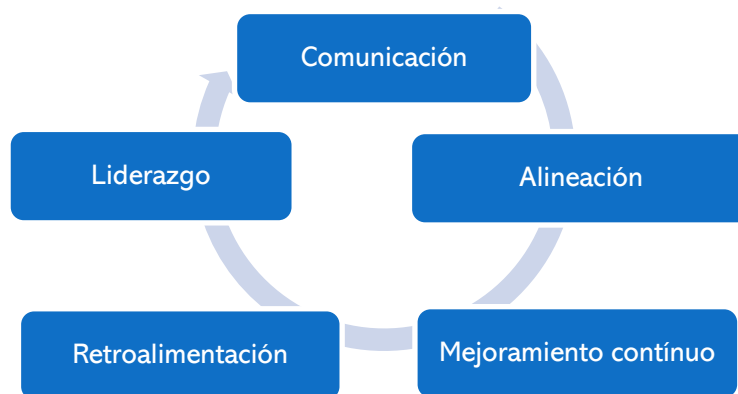 Comunicación
Alineación
Mejoramiento contínuo
Retroalimentación
Liderazgo